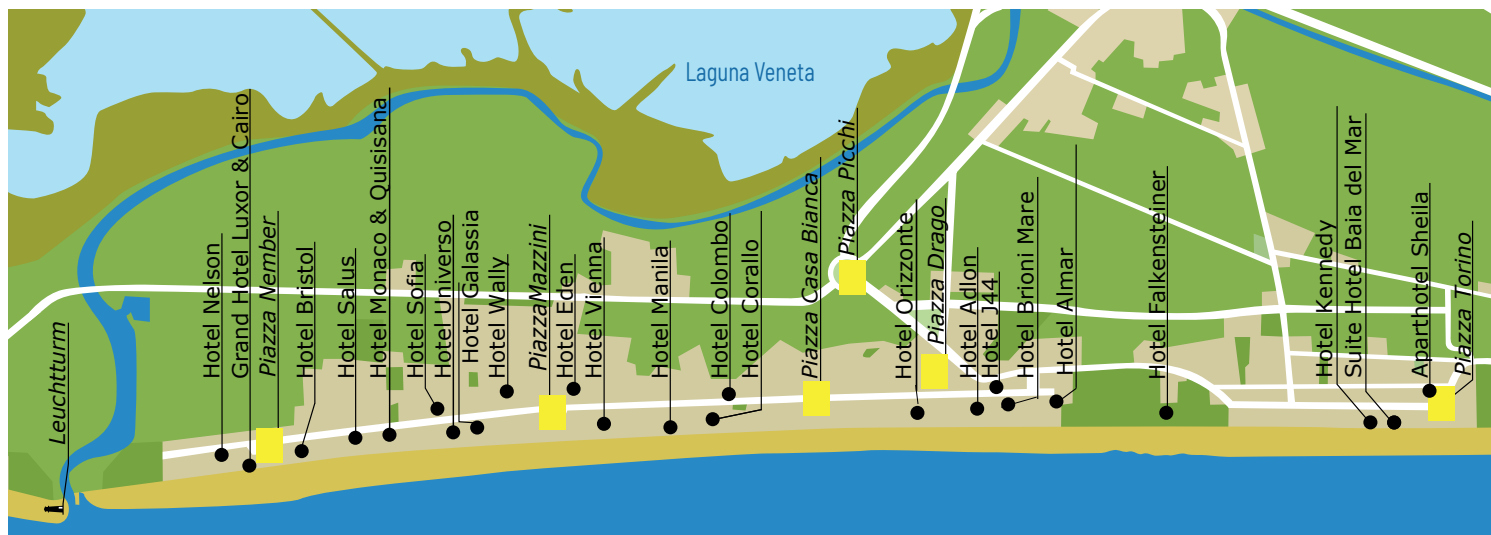 Laguna Veneta
Leuchtturm
Hotel Nelson
Grand Hotel Luxor & Cairo
Piazza Nember
Hotel Bristol
Hotel Salus
Hotel Monaco & Quisisana
Hotel Sofia
Hotel Universo
Hotel Galassia
Hotel Wally
PiazzaMazzini
Hotel Eden
Hotel Vienna
Hotel Manila
Hotel Colombo
Hotel Corallo
Piazza Casa Bianca
Piazza Picchi
Hotel Orizzonte
Piazza Drago
Hotel Adlon
Hotel J44
Hotel Brioni Mare
Hotel Almar
Hotel Falkensteiner
Hotel Kennedy
Suite Hotel Baia del Mar
Aparthotel Sheila
Piazza Torino